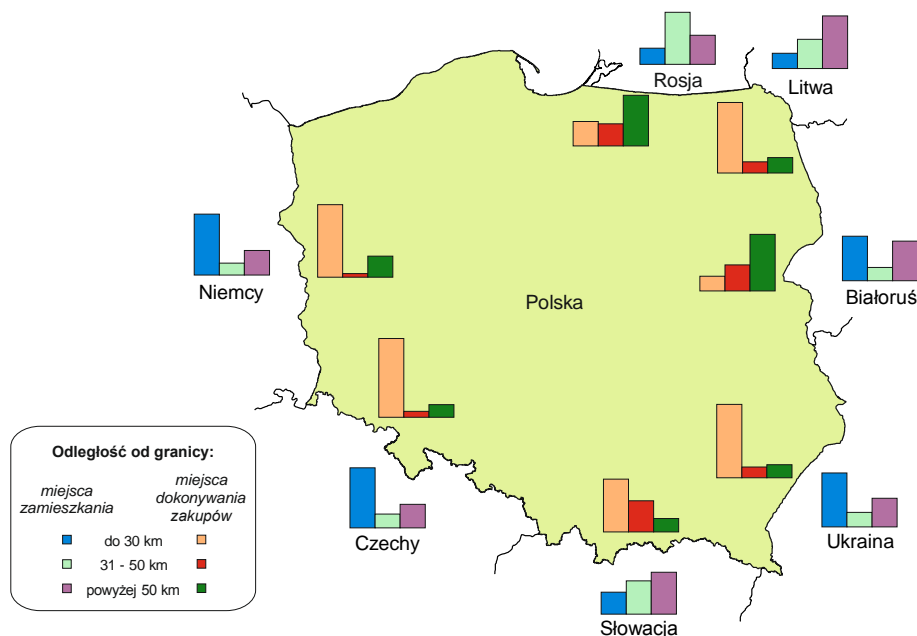 Rosja
Litwa
Niemcy
Polska
Białoruś
Odległość od granicy:
miejsca zamieszkania
miejsca dokonywania zakupów
do 30 km
31 - 50 km
powyżej 50 km
Czechy
Ukraina
Słowacja